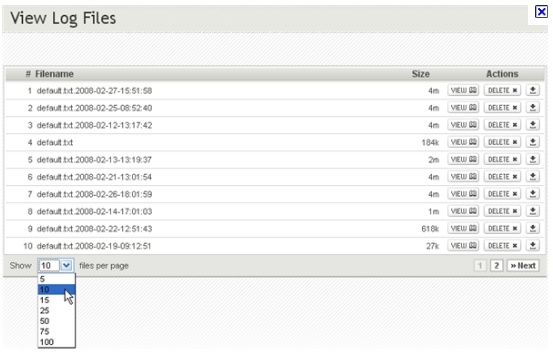 View Log Files
# Filename Size Actions
1 default.txt.2008-02-27-15:51:58 4m VIEW DELETE
2 default.txt.2008-02-25-08:52:40 4m VIEW DELETE
3 default.txt.2008-02-12-13:17:42 4m VIEW DELETE
4 default.txt 184k VIEW DELETE
5 default.txt.2008-02-13-13:19:37 2m VIEW DELETE
6 default.txt.2008-02-21-13:01:54 4m VIEW DELETE
7 default.txt.2008-02-26-18:01:59 4m VIEW DELETE
8 default.txt.2008-02-14-17:01:03 1m VIEW DELETE
9 default.txt.2008-02-22-12:51:43 618k VIEW DELETE
10 default.txt.2008-02-19-09:12:51 27k VIEW DELETE
Show 10 files per page 1 2 » Next
5
10
15
25
50
75
100